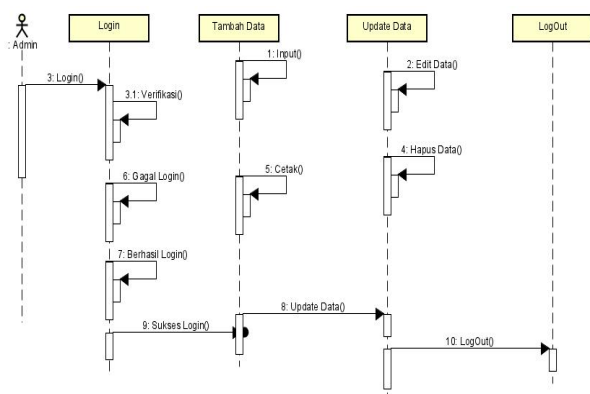 Login
Tambah Data
Update Data
LogOut
: Admin
1: Input()
2: Edit Data()
3: Login()
3.1: Verifikasi()
4: Hapus Data()
5: Cetak()
6: Gagal Login()
7: Berhasil Login()
8: Update Data()
9: Sukses Login()
10: LogOut()